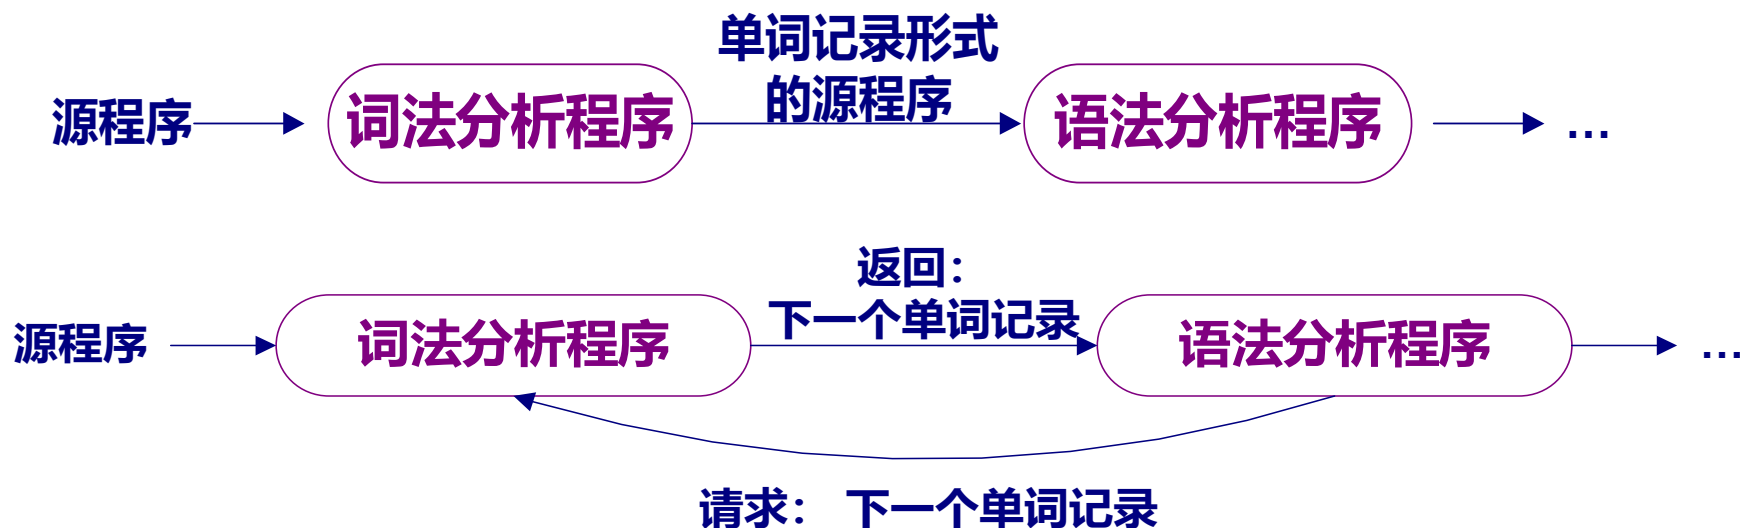 单词记录形式
的源程序
源程序
词法分析程序
语法分析程序
...
返回：
下一个单词记录
源程序
词法分析程序
语法分析程序
...
请求： 下一个单词记录